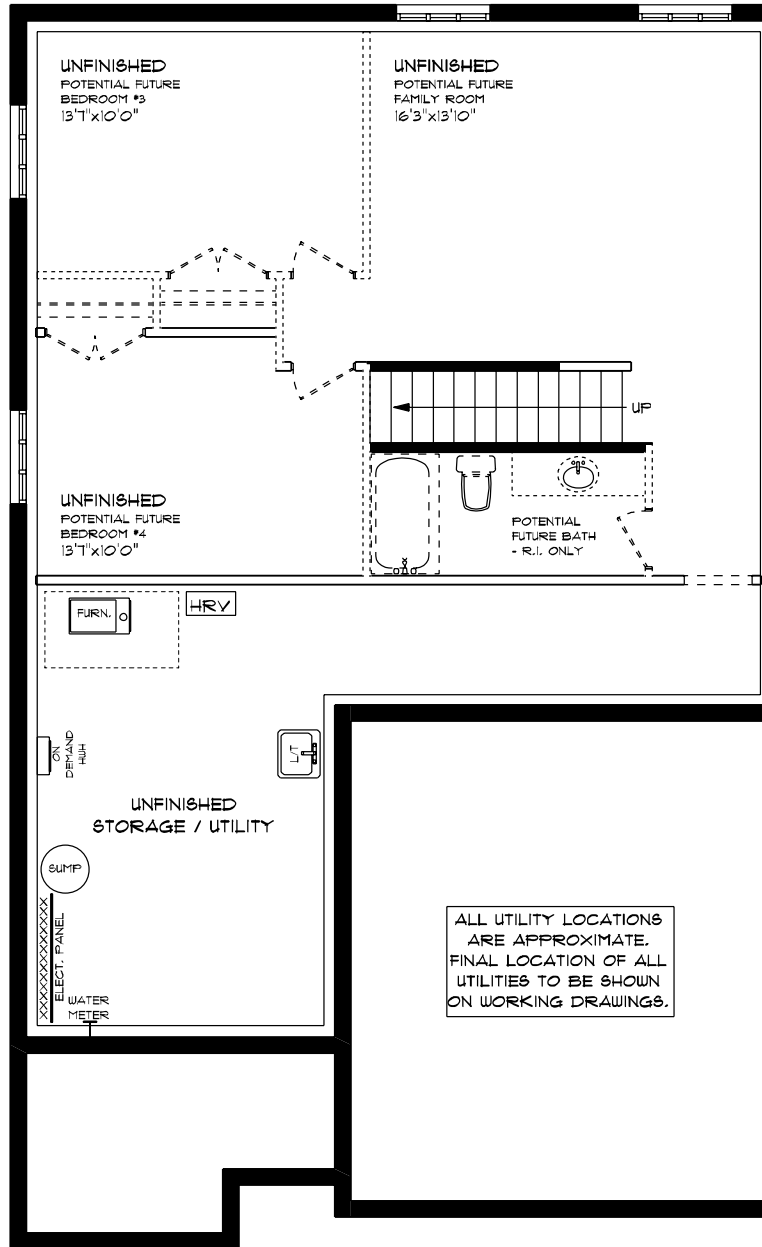 UNFINISHED
POTENTIAL FUTURE
BEDROOM #3
13'7"x10'0"
UNFINISHED
POTENTIAL FUTURE
FAMILY ROOM
16'3"x13'10"
UP
UNFINISHED
POTENTIAL FUTURE
BEDROOM #4
13'7"x10'0"
POTENTIAL
FUTURE BATH
- R.I. ONLY
FURN.
HRV
ON
DEMAND
HWH
L/T
UNFINISHED
STORAGE / UTILITY
SUMP
ELECT. PANEL
WATER
METER
ALL UTILITY LOCATIONS
ARE APPROXIMATE.
FINAL LOCATION OF ALL
UTILITIES TO BE SHOWN
ON WORKING DRAWINGS.